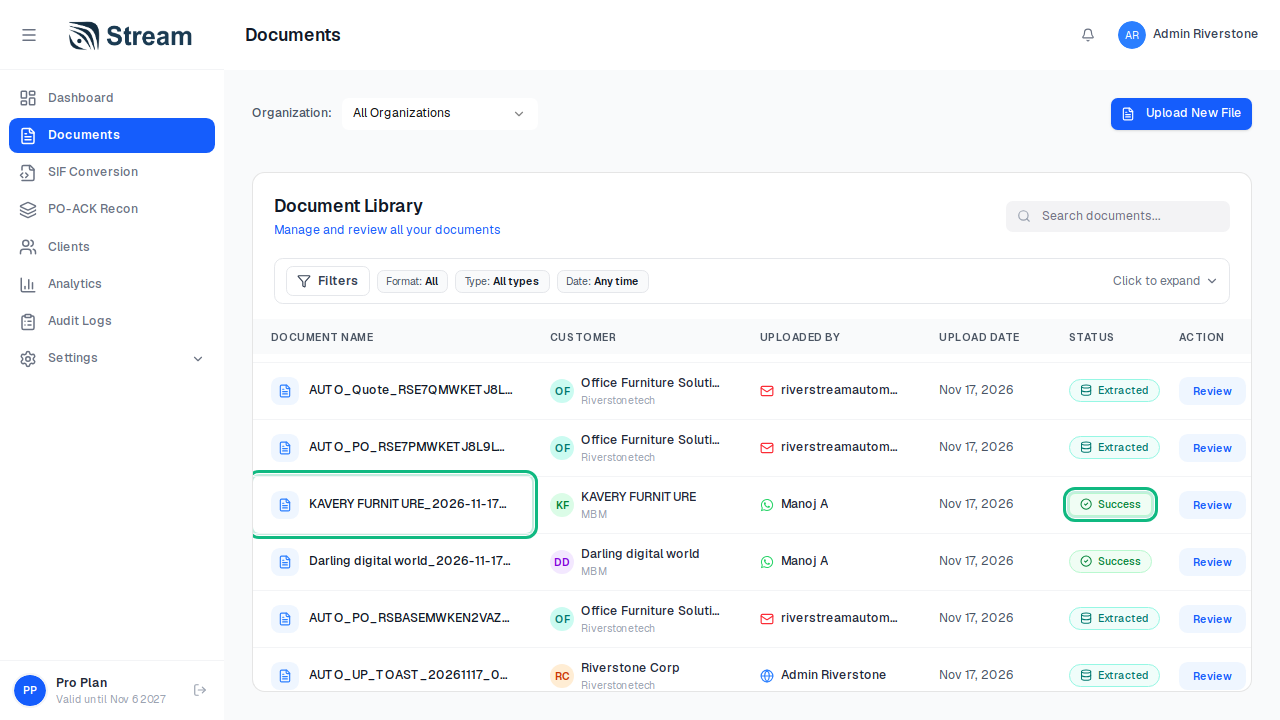 Stream
Documents
AR
Admin Riverstone
Dashboard
Documents
SIF Conversion
PO-ACK Recon
Clients
Analytics
Audit Logs
Settings
PP
Pro Plan
Valid until Nov 6 2027
Organization:
All Organizations
Upload New File
Document Library
Manage and review all your documents
Search documents...
Filters
Format: All
Type: All types
Date: Any time
Click to expand
DOCUMENT NAME CUSTOMER UPLOADED BY UPLOAD DATE STATUS ACTION
AUTO_Quote_RSE7QMWKETJ8L... OF Office Furniture Soluti... riverstreamautom... Nov 17, 2026 Extracted Review
Riverstonetech
AUTO_PO_RSE7PMWKETJ8L9L... OF Office Furniture Soluti... riverstreamautom... Nov 17, 2026 Extracted Review
Riverstonetech
KAVERY FURNITURE_2026-11-17... KF KAVERY FURNITURE Manoj A Nov 17, 2026 Success Review
MBM
Darling digital world_2026-11-17... DD Darling digital world Manoj A Nov 17, 2026 Success Review
MBM
AUTO_PO_RSBASEMWKEN2VAZ... OF Office Furniture Soluti... riverstreamautom... Nov 17, 2026 Extracted Review
Riverstonetech
AUTO_UP_TOAST_20261117_0... RC Riverstone Corp Admin Riverstone Nov 17, 2026 Extracted Review
Riverstonetech